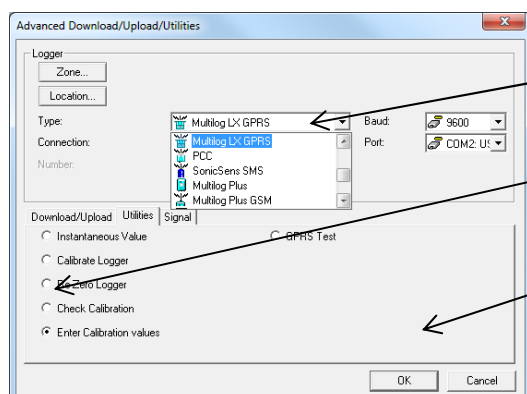 Advanced Download/Upload/Utilities
Logger
Zone...
Location...
Type: Multilog LX GPRS Baud: 9600
Connection: Multilog LX GPRS Port: COM2: US
PCC
Number: SonicSens SMS
Multilog Plus
Multilog Plus GSM
Download/Upload Utilities Signal
Instantaneous Value GPRS Test
Calibrate Logger
Re Zero Logger
Check Calibration
Enter Calibration values
OK Cancel